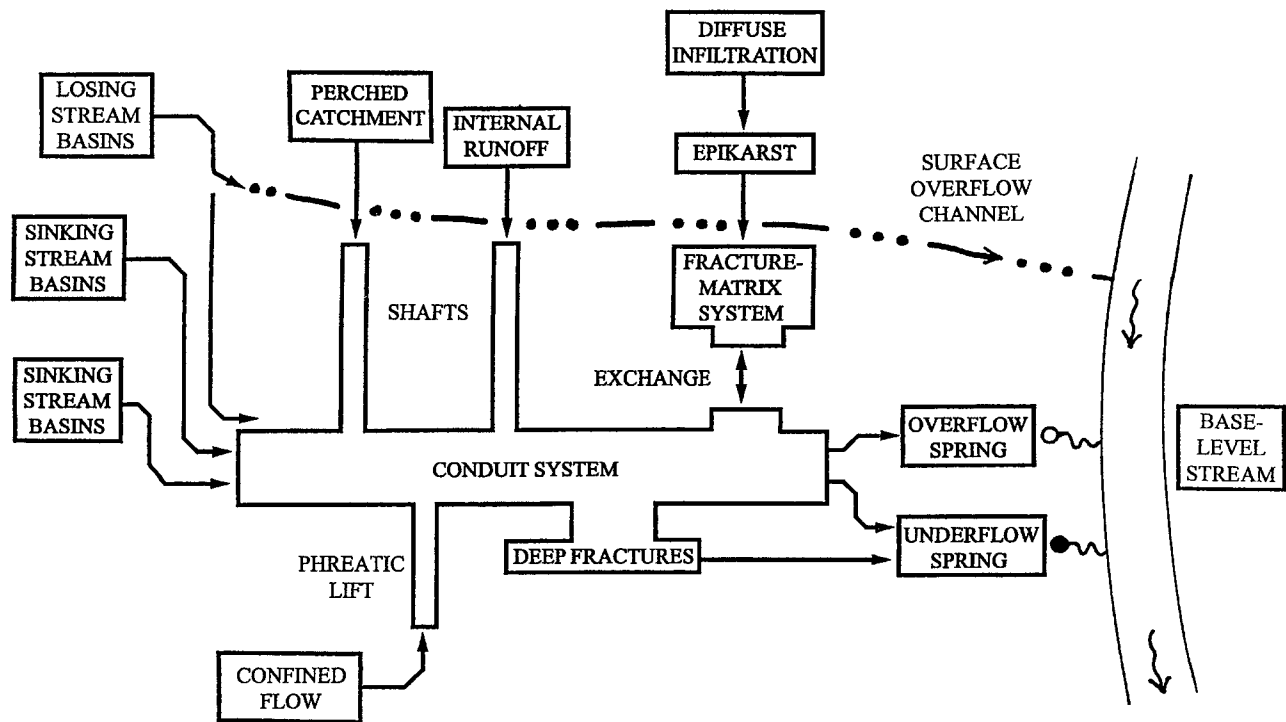 DIFFUSE
INFILTRATION
LOSING
STREAM
BASINS
PERCHED
CATCHMENT
INTERNAL
RUNOFF
EPIKARST
SURFACE
OVERFLOW
CHANNEL
SINKING
STREAM
BASINS
SHAFTS
FRACTURE-
MATRIX
SYSTEM
EXCHANGE
SINKING
STREAM
BASINS
CONDUIT SYSTEM
OVERFLOW
SPRING
BASE-
LEVEL
STREAM
PHREATIC
LIFT
DEEP FRACTURES
UNDERFLOW
SPRING
CONFINED
FLOW